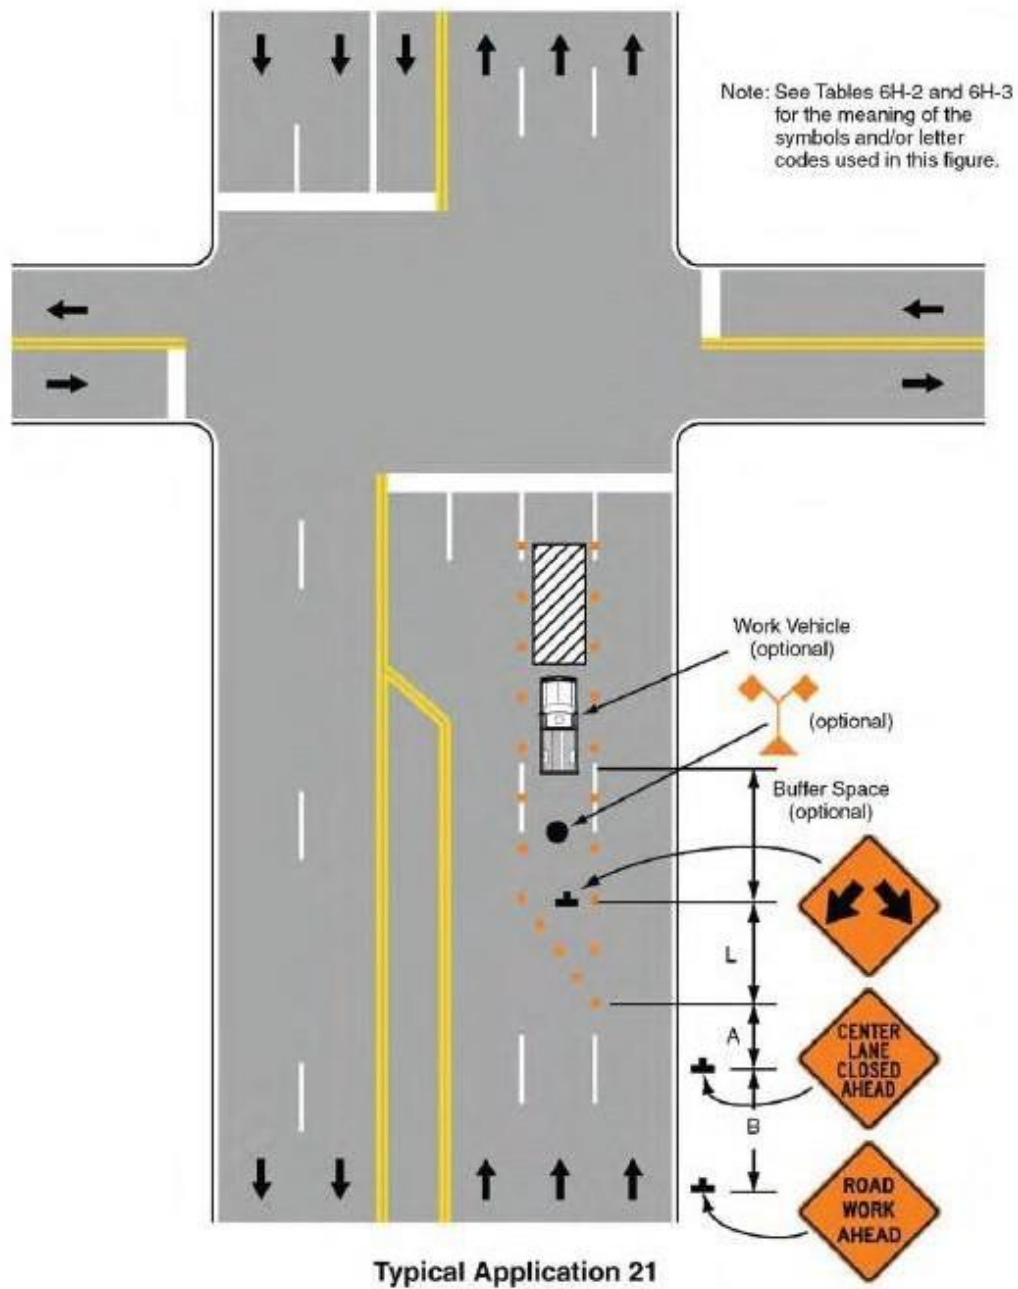 Note: See Tables 6H-2 and 6H-3
for the meaning of the
symbols and/or letter
codes used in this figure.
Work Vehicle
(optional)
(optional)
Buffer Space
(optional)
L
A
CENTER
LANE
CLOSED
AHEAD
B
ROAD
WORK
AHEAD
Typical Application 21